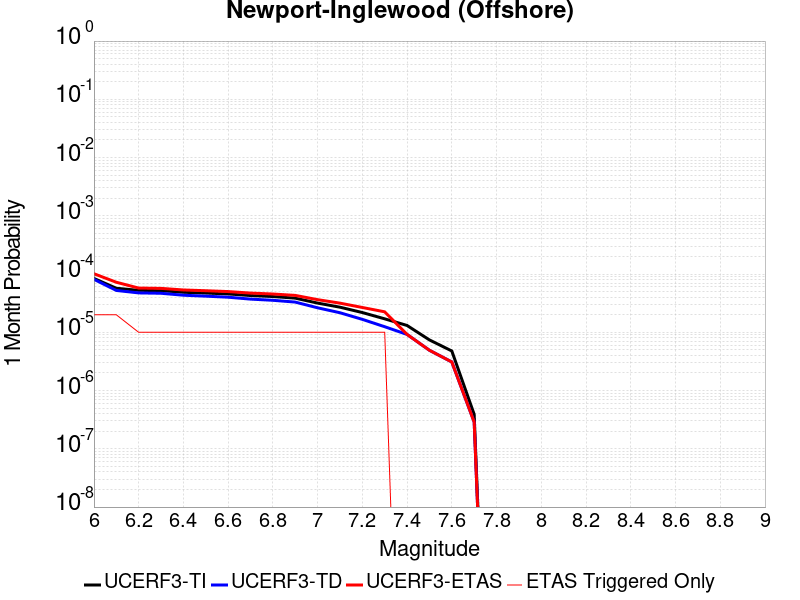 Newport-Inglewood (Offshore)
10^0
10^-1
10^-2
10^-3
10^-4
10^-5
10^-6
10^-7
10^-8
1 Month Probability
6 6.2 6.4 6.6 6.8 7 7.2 7.4 7.6 7.8 8 8.2 8.4 8.6 8.8 9
Magnitude
UCERF3-TI UCERF3-TD UCERF3-ETAS ETAS Triggered Only